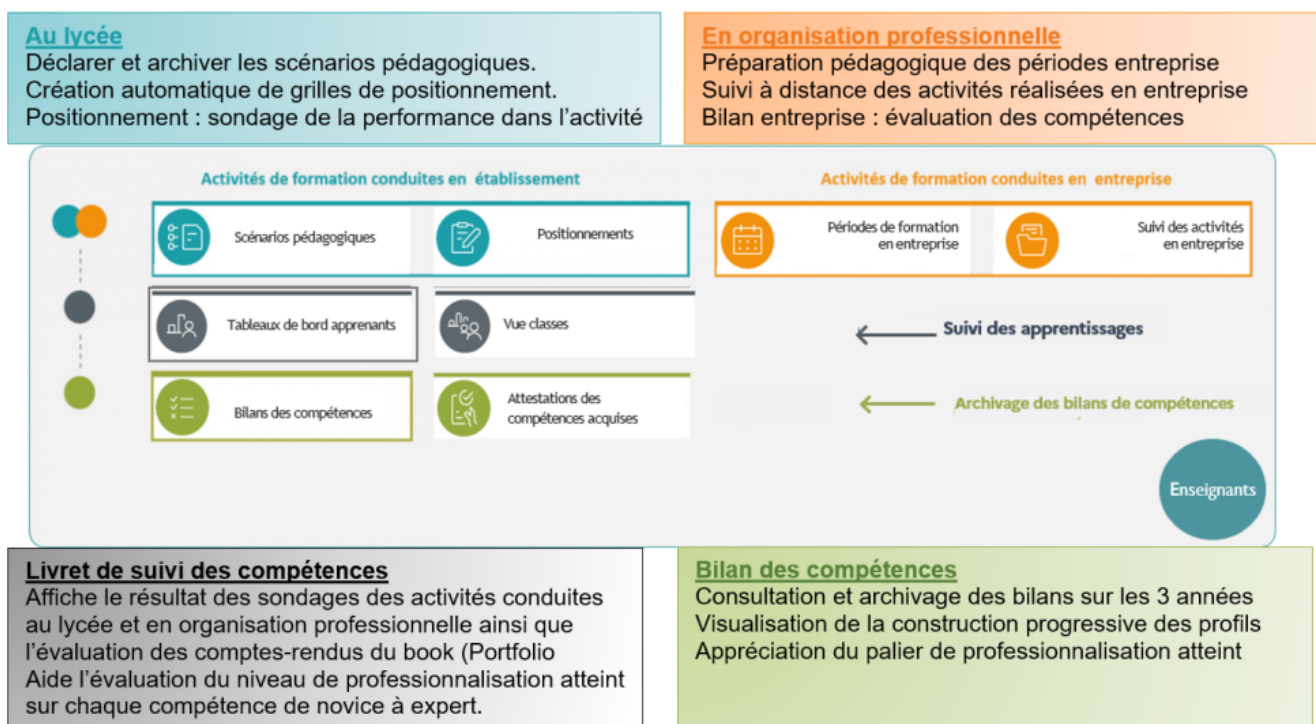 Au lycée
Déclarer et archiver les scénarios pédagogiques.
Création automatique de grilles de positionnement.
Positionnement : sondage de la performance dans l'activité
En organisation professionnelle
Préparation pédagogique des périodes entreprise
Suivi à distance des activités réalisées en entreprise
Bilan entreprise : évaluation des compétences
Activités de formation conduites en établissement
Activités de formation conduites en entreprise
Scénarios pédagogiques
Positionnements
Périodes de formation
en entreprise
Suivi des activités
en entreprise
Tableaux de bord apprenants
Vue classes
Suivi des apprentissages
Bilans des compétences
Attestations des
compétences acquises
Archivage des bilans de compétences
Enseignants
Livret de suivi des compétences
Affiche le résultat des sondages des activités conduites
au lycée et en organisation professionnelle ainsi que
l'évaluation des comptes-rendus du book (Portfolio
Aide l'évaluation du niveau de professionnalisation atteint
sur chaque compétence de novice à expert.
Bilan des compétences
Consultation et archivage des bilans sur les 3 années
Visualisation de la construction progressive des profils
Appréciation du palier de professionnalisation atteint